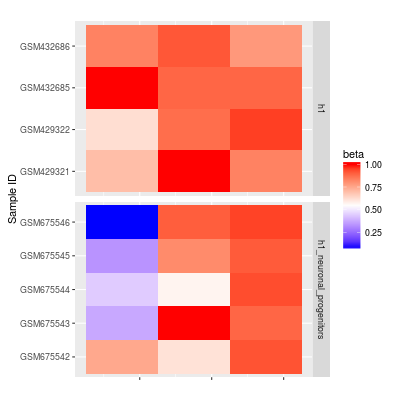 GSM432686
GSM432685
GSM429322
GSM429321
h1
GSM675546
GSM675545
GSM675544
GSM675543
GSM675542
h1_neuronal_progenitors
Sample ID
beta
1.00
0.75
0.50
0.25